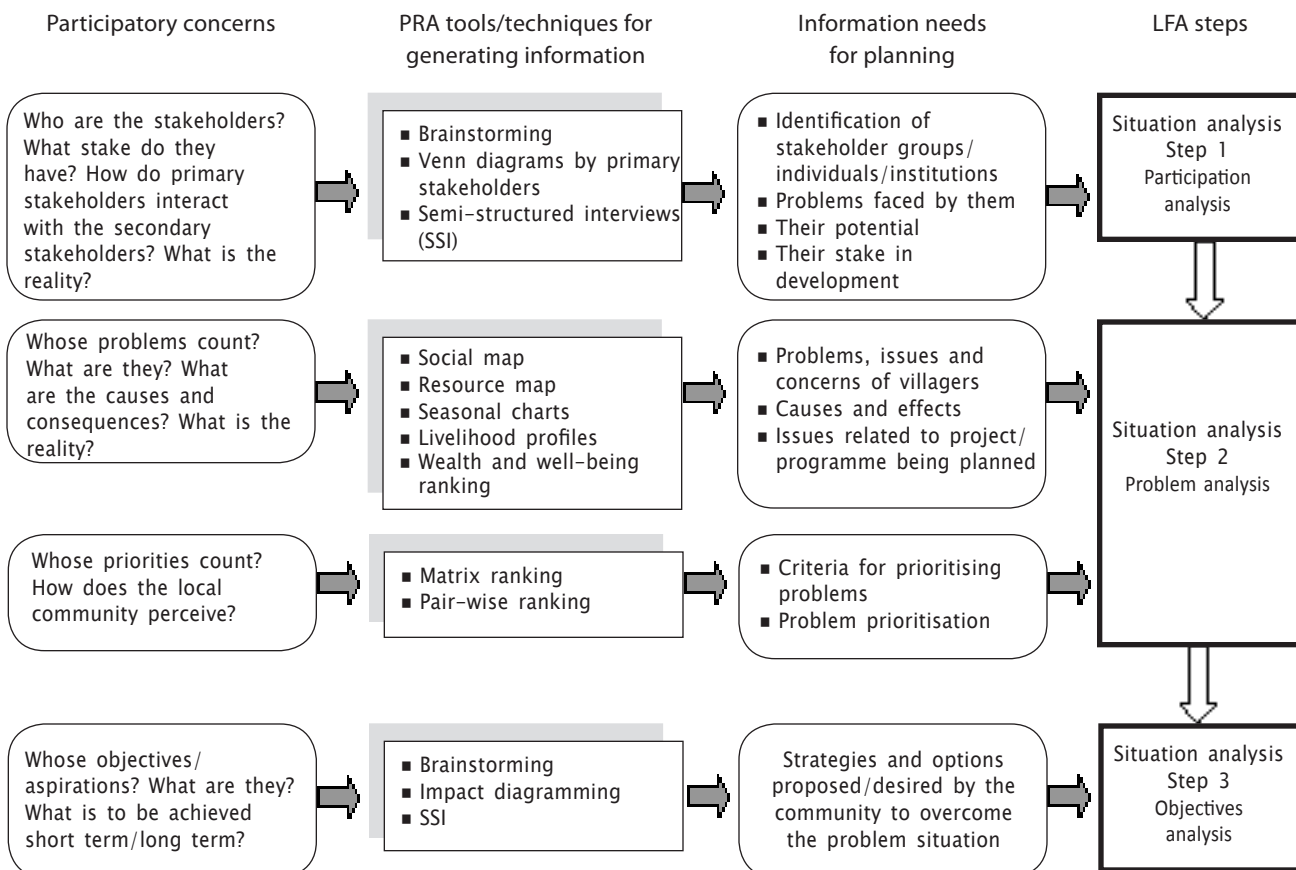 Participatory concerns
PRA tools/techniques for
generating information
Information needs
for planning
LFA steps
Who are the stakeholders?
What stake do they
have? How do primary
stakeholders interact
with the secondary
stakeholders? What is the
reality?
▪ Brainstorming
▪ Venn diagrams by primary
stakeholders
▪ Semi-structured interviews
(SSI)
▪ Identification of
stakeholder groups/
individuals/institutions
▪ Problems faced by them
▪ Their potential
▪ Their stake in
development
Situation analysis
Step 1
Participation
analysis
Whose problems count?
What are they? What
are the causes and
consequences? What is the
reality?
▪ Social map
▪ Resource map
▪ Seasonal charts
▪ Livelihood profiles
▪ Wealth and well-being
ranking
▪ Problems, issues and
concerns of villagers
▪ Causes and effects
▪ Issues related to project/
programme being planned
Situation analysis
Step 2
Problem analysis
Whose priorities count?
How does the local
community perceive?
▪ Matrix ranking
▪ Pair-wise ranking
▪ Criteria for prioritising
problems
▪ Problem prioritisation
Whose objectives/
aspirations? What are they?
What is to be achieved
short term/long term?
▪ Brainstorming
▪ Impact diagramming
▪ SSI
Strategies and options
proposed/desired by the
community to overcome
the problem situation
Situation analysis
Step 3
Objectives
analysis